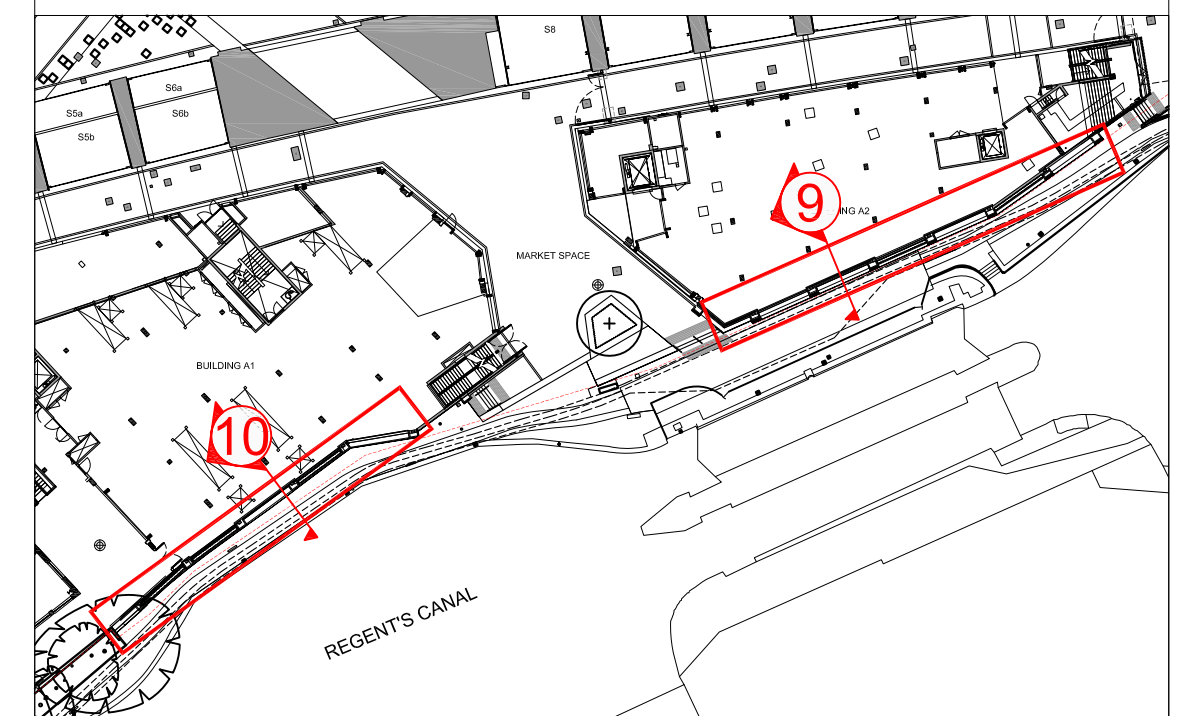 S8
S6a
S5a
S6b
S5b
9
ING A2
MARKET SPACE
BUILDING A1
10
REGENT'S CANAL